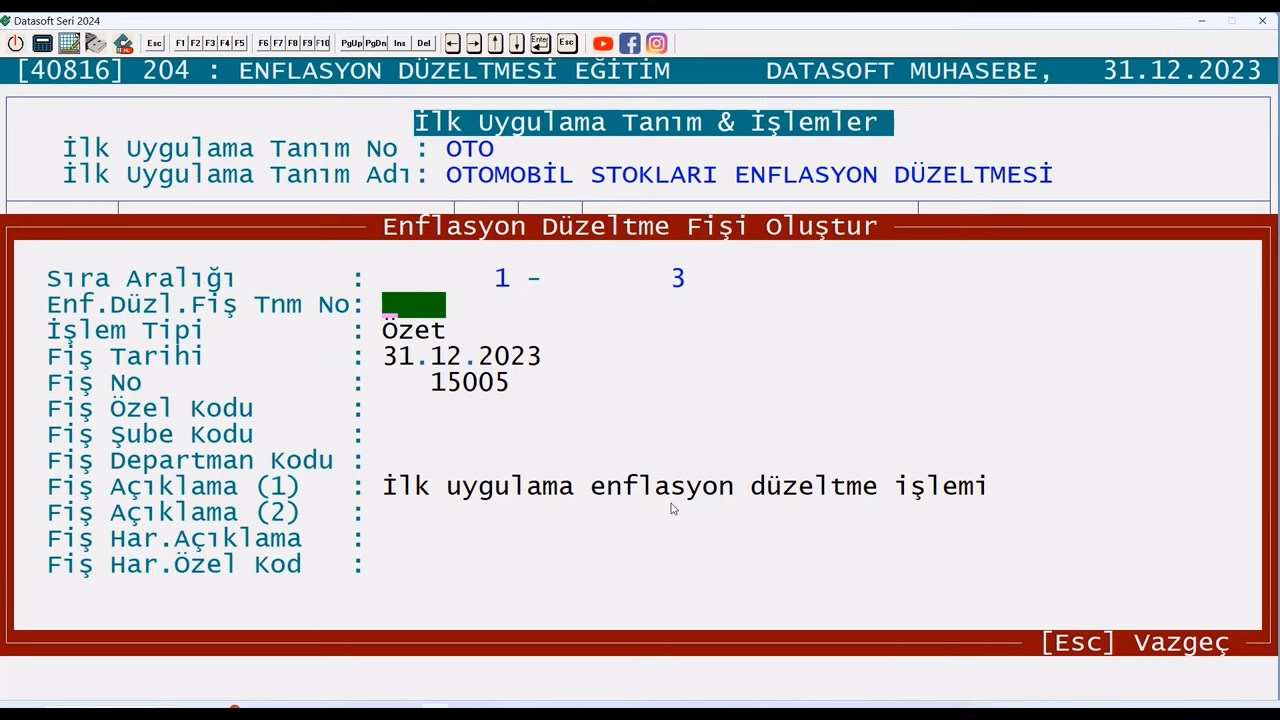 Datasoft Seri 2024
Esc F1 F2 F3 F4 F5 F6 F7 F8 F9 F10 PgUp PgDn Ins Del Enter Esc
[40816] 204 : ENFLASYON DÜZELTMESİ EĞİTİM DATASOFT MUHASEBE, 31.12.2023
İlk Uygulama Tanım & İşlemler
İlk Uygulama Tanım No : OTO
İlk Uygulama Tanım Adı: OTOMOBİL STOKLARI ENFLASYON DÜZELTMESİ
Enflasyon Düzeltme Fişi Oluştur
Sıra Aralığı : 1 - 3
Enf.Düzl.Fiş Tnm No:
İşlem Tipi : Özet
Fiş Tarihi : 31.12.2023
Fiş No : 15005
Fiş Özel Kodu :
Fiş Şube Kodu :
Fiş Departman Kodu :
Fiş Açıklama (1) : İlk uygulama enflasyon düzeltme işlemi
Fiş Açıklama (2) :
Fiş Har.Açıklama :
Fiş Har.Özel Kod :
[Esc] Vazgeç